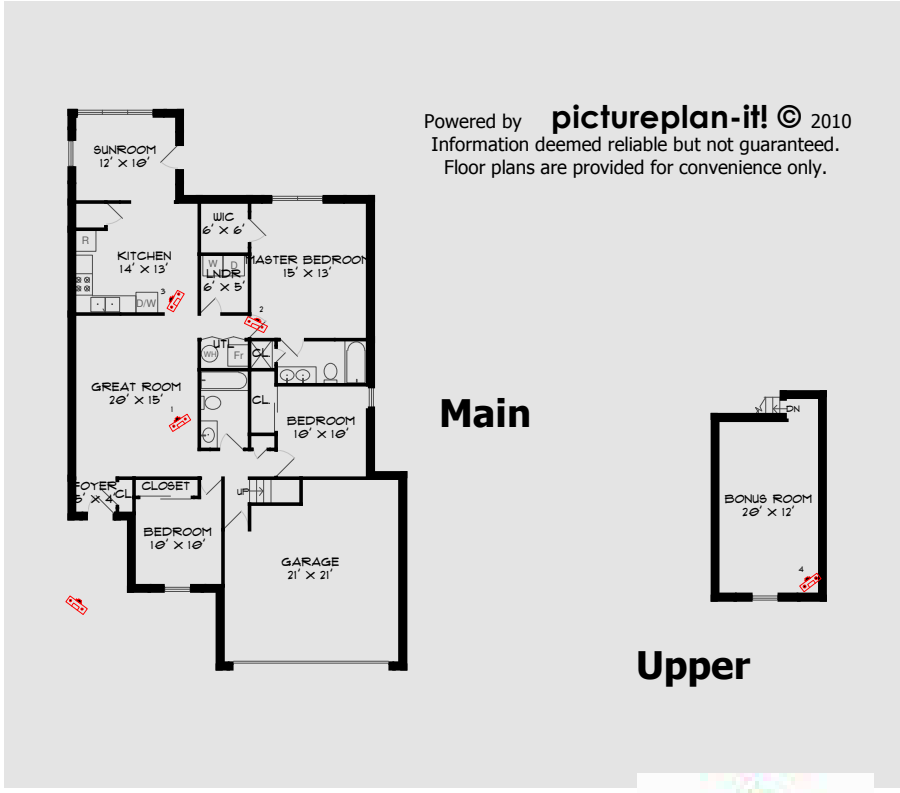 Powered by pictureplan-it! © 2010
Information deemed reliable but not guaranteed.
Floor plans are provided for convenience only.
SUNROOM
12' X 10'
WIC
6' X 6'
R
KITCHEN
14' X 13'
W D
LNDR
6' X 5'
MASTER BEDROOM
15' X 13'
D/W
3
2
UTL
WH
Fr
CL
GREAT ROOM
20' X 15'
1
CL
BEDROOM
10' X 10'
Main
FOYER
5' X 4'
CL
CLOSET
UP
BEDROOM
10' X 10'
GARAGE
21' X 21'
DN
BONUS ROOM
20' X 12'
4
Upper